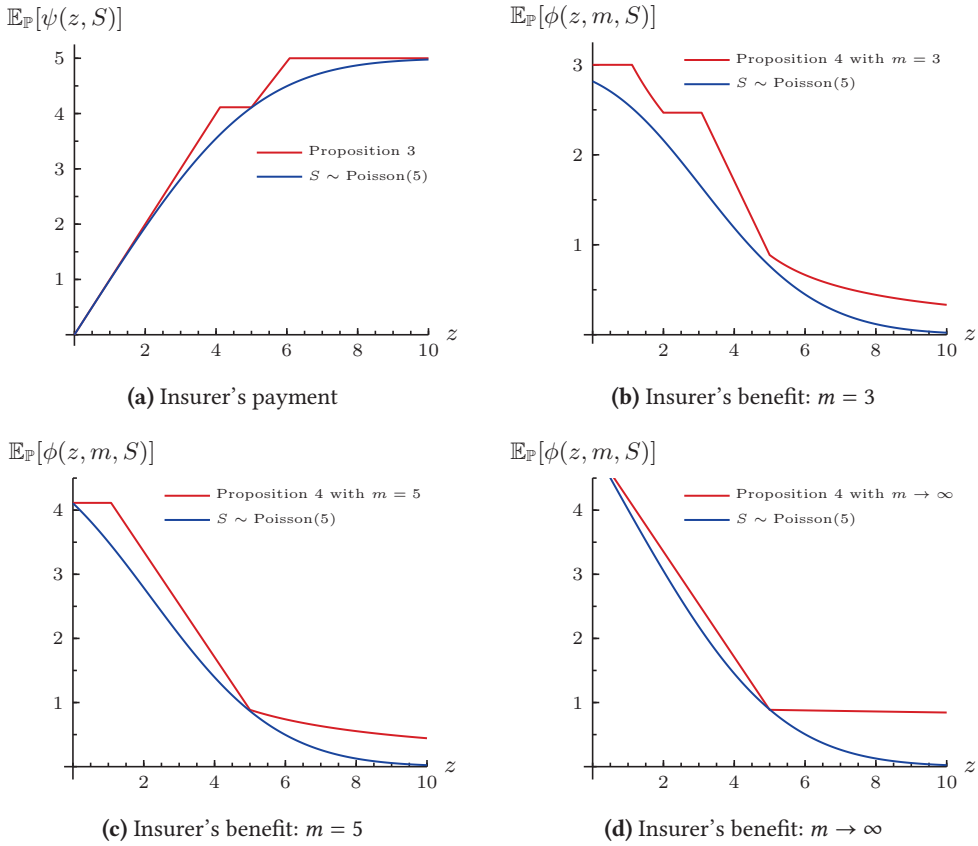 𝔼ℙ[ψ(z, S)]
5
4
3
2
1
2 4 6 8 10 z
Proposition 3
S ∼ Poisson(5)
(a) Insurer’s payment
𝔼ℙ[ϕ(z, m, S)]
3
2
1
2 4 6 8 10 z
Proposition 4 with m = 3
S ∼ Poisson(5)
(b) Insurer’s benefit: m = 3
𝔼ℙ[ϕ(z, m, S)]
4
3
2
1
2 4 6 8 10 z
Proposition 4 with m = 5
S ∼ Poisson(5)
(c) Insurer’s benefit: m = 5
𝔼ℙ[ϕ(z, m, S)]
4
3
2
1
2 4 6 8 10 z
Proposition 4 with m → ∞
S ∼ Poisson(5)
(d) Insurer’s benefit: m → ∞